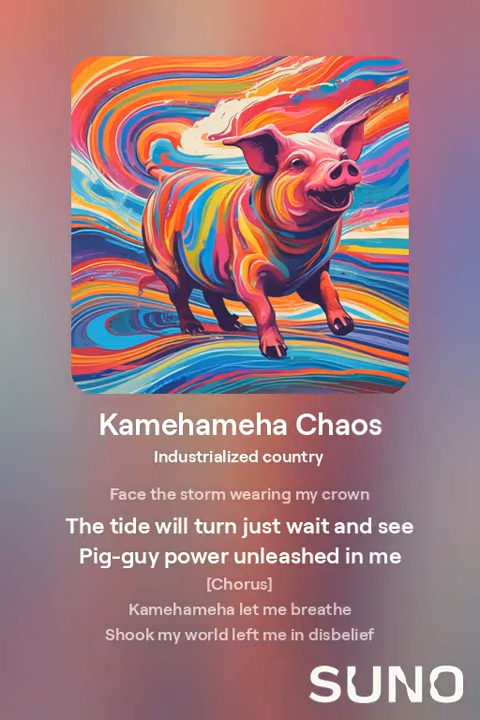 Kamehameha Chaos
Industrialized country
Face the storm wearing my crown
The tide will turn just wait and see
Pig-guy power unleashed in me
[Chorus]
Kamehameha let me breathe
Shook my world left me in disbelief
SUNO